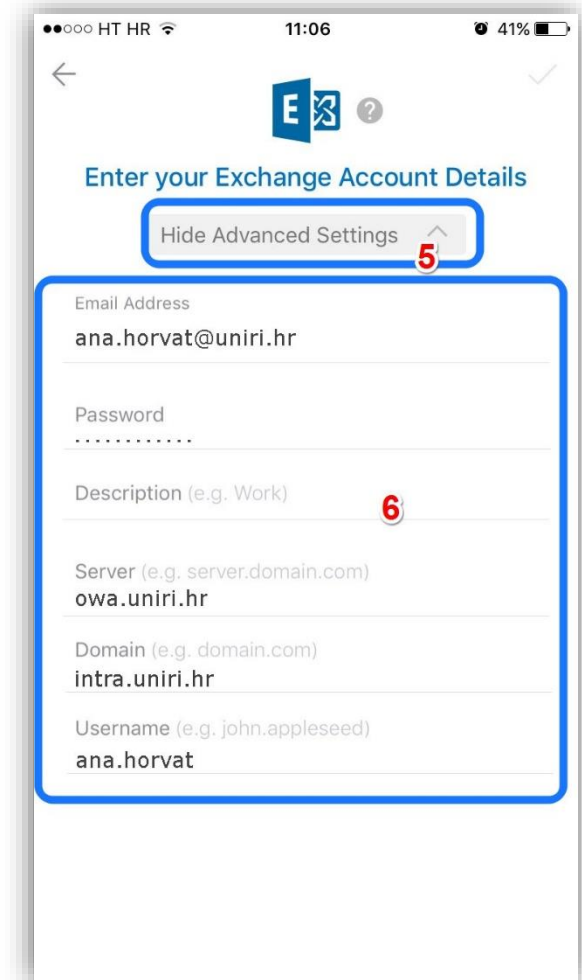 HT HR 11:06 41%
E
Enter your Exchange Account Details
Hide Advanced Settings
5
Email Address
ana.horvat@uniri.hr
Password
............
Description (e.g. Work)
6
Server (e.g. server.domain.com)
owa.uniri.hr
Domain (e.g. domain.com)
intra.uniri.hr
Username (e.g. john.appleseed)
ana.horvat